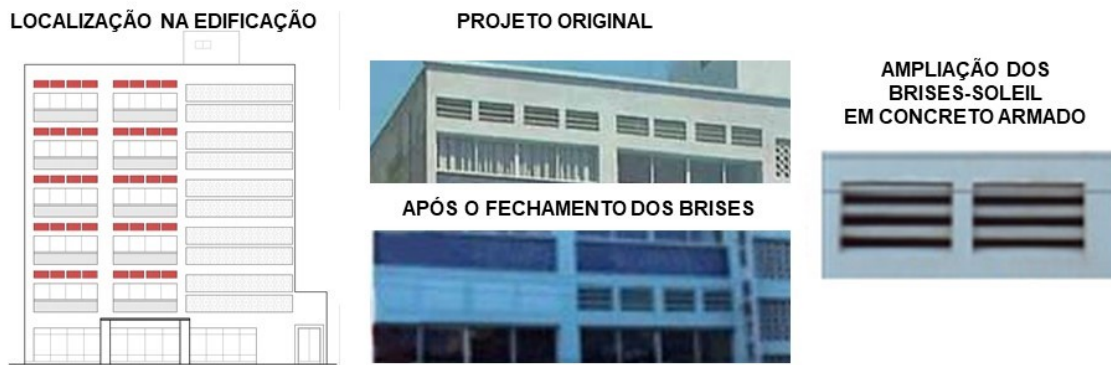 LOCALIZAÇÃO NA EDIFICAÇÃO
PROJETO ORIGINAL
APÓS O FECHAMENTO DOS BRISES
AMPLIAÇÃO DOS
BRISES-SOLEIL
EM CONCRETO ARMADO